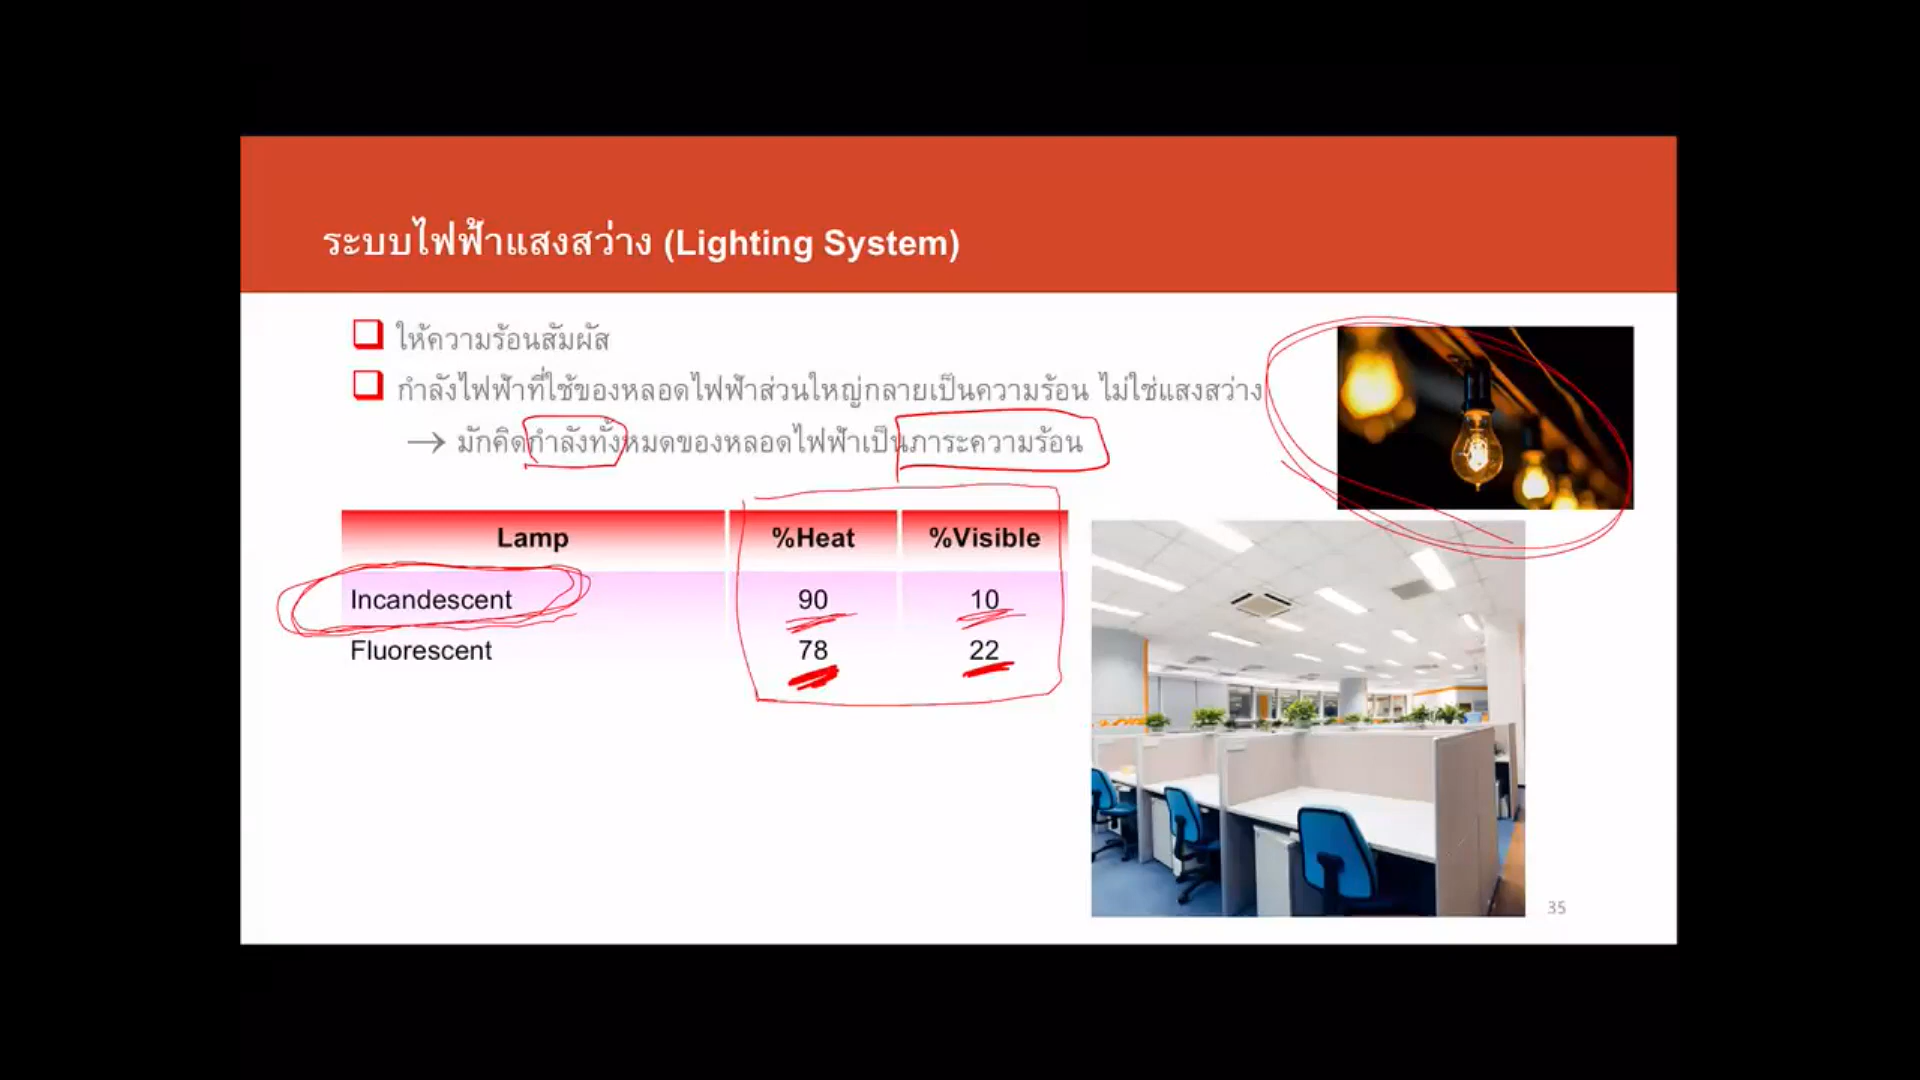 ระบบไฟฟ้าแสงสว่าง (Lighting System)
ให้ความร้อนสัมผัส
กำลังไฟฟ้าที่ใช้ของหลอดไฟฟ้าส่วนใหญ่กลายเป็นความร้อน ไม่ใช่แสงสว่าง
→ มักคิดกำลังทั้งหมดของหลอดไฟฟ้าเป็นภาระความร้อน
Lamp %Heat %Visible
Incandescent 90 10
Fluorescent 78 22
35